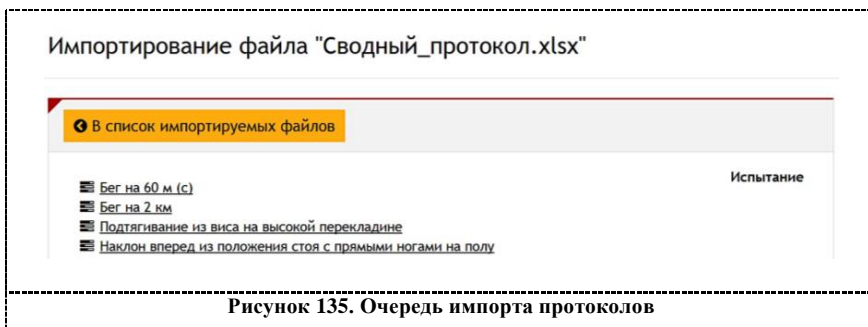 Импортирование файла "Сводный_протокол.xlsx"
В список импортируемых файлов
Испытание
Бег на 60 м (с)
Бег на 2 км
Подтягивание из виса на высокой перекладине
Наклон вперед из положения стоя с прямыми ногами на полу
Рисунок 135. Очередь импорта протоколов